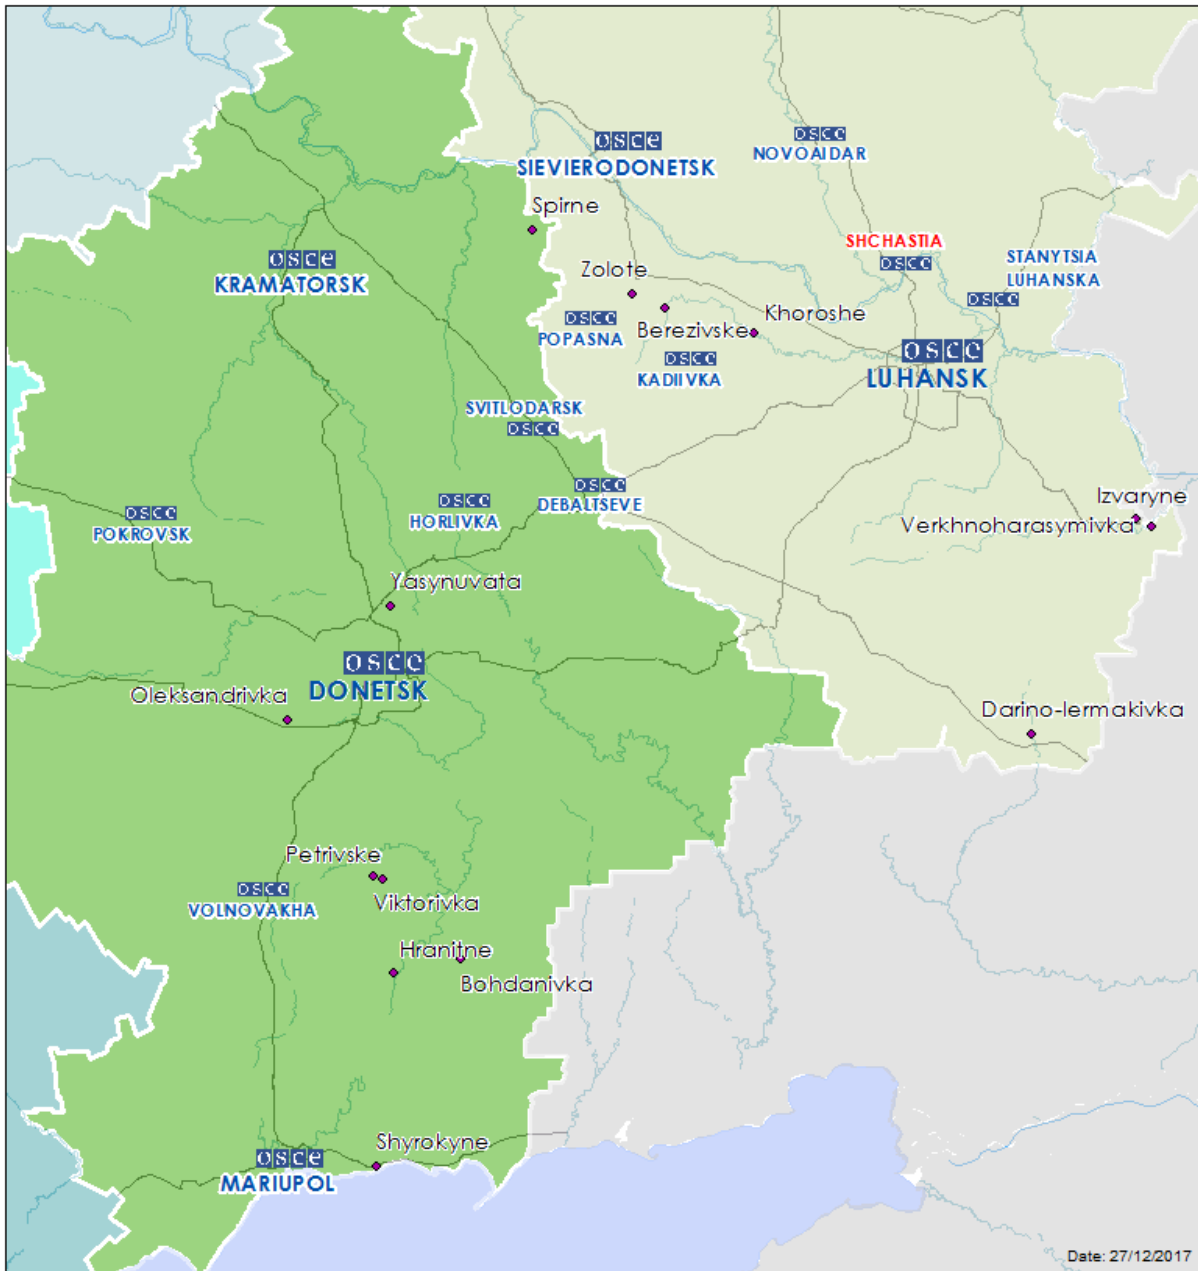 osce
NOVOAIDAR
osce
SIEVIERODONETSK
Spirne
SHCHASTIA
osce
osce
KRAMATORSK
STANYTSIA
LUHANSKA
osce
Zolote
Khoroshe
osce
POPASNA
Berezivske
osce
KADIIVKA
osce
LUHANSK
SVITLODARSK
osce
osce
DEBALTSEVE
osce
HORLIVKA
Izvaryne
Verkhnoharasymivka
osce
POKROVSK
Yasynuvata
osce
DONETSK
Oleksandrivka
Darino-Iermakivka
Petrivske
Viktorivka
osce
VOLNOVAKHA
Hranitne
Bohdanivka
Shyrokyne
osce
MARIUPOL
Date: 27/12/2017